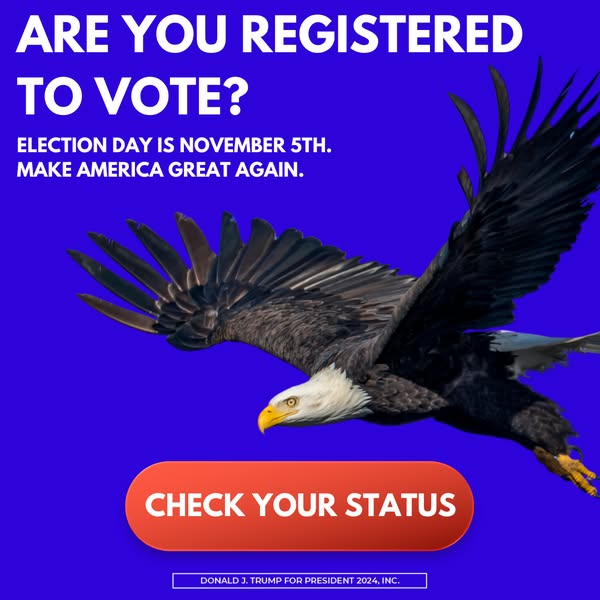 ARE YOU REGISTERED
TO VOTE?
ELECTION DAY IS NOVEMBER 5TH.
MAKE AMERICA GREAT AGAIN.
CHECK YOUR STATUS
DONALD J. TRUMP FOR PRESIDENT 2024, INC.